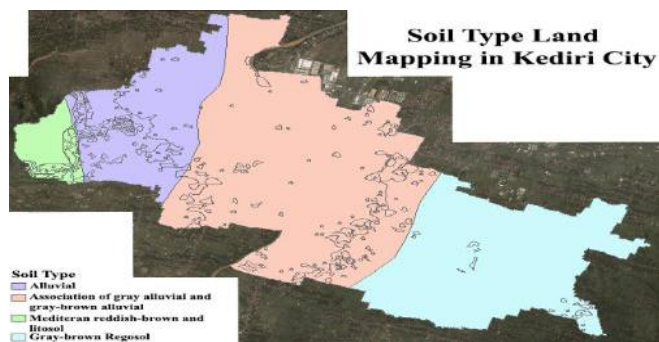 Soil Type Land
Mapping in Kediri City
Soil Type
Alluvial
Association of gray alluvial and
gray-brown alluvial
Mediteran reddish-brown and
litosol
Gray-brown Regosol